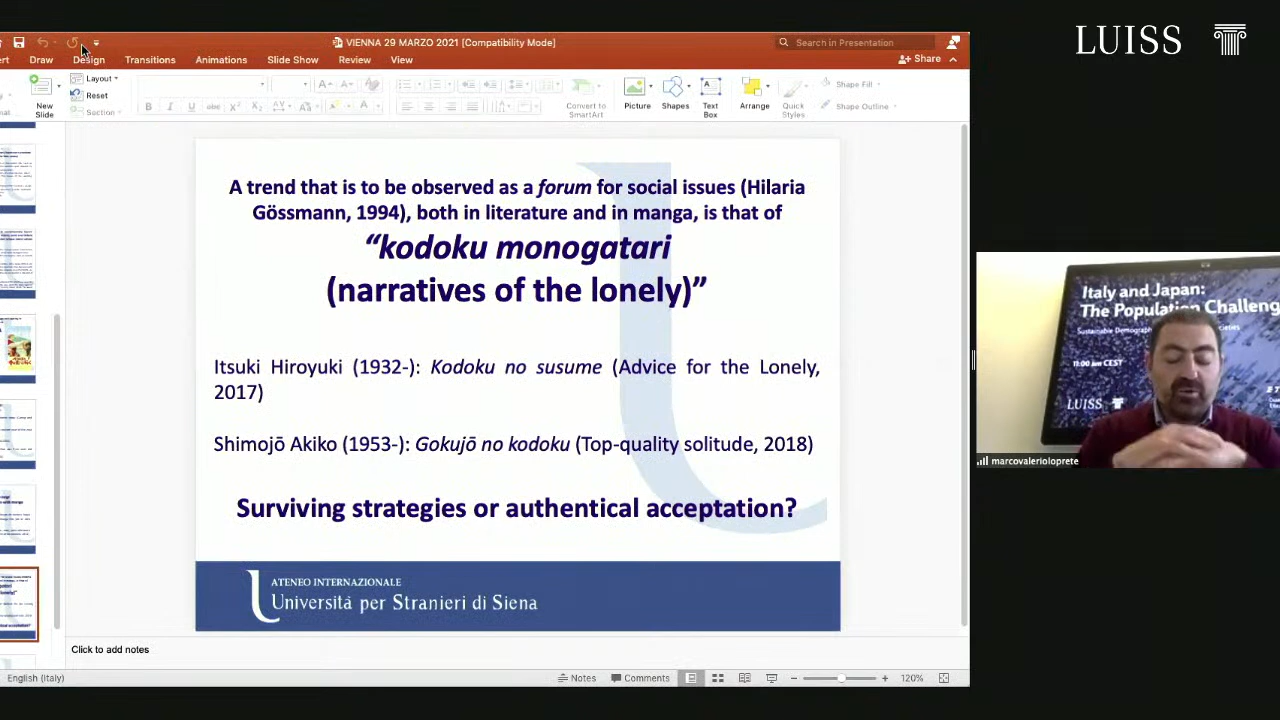 LUISS
VIENNA 29 MARZO 2021 [Compatibility Mode]
Search in Presentation
Draw Design Transitions Animations Slide Show Review View
Share
New Slide
Layout
Reset
Section
Convert to SmartArt
Picture
Shapes
Text Box
Arrange
Quick Styles
Shape Fill
Shape Outline
A trend that is to be observed as a forum for social issues (Hilaria
Gössmann, 1994), both in literature and in manga, is that of
“kodoku monogatari
(narratives of the lonely)”
Itsuki Hiroyuki (1932-): Kodoku no susume (Advice for the Lonely,
2017)
Shimojō Akiko (1953-): Gokujō no kodoku (Top-quality solitude, 2018)
Surviving strategies or authentical acceptation?
ATENEO INTERNAZIONALE
Universitá per Stranieri di Siena
Click to add notes
English (Italy)
Notes
Comments
120%
Italy and Japan:
The Population Challeng
11:00 am CEST
LUISS
marcovalerioloprete